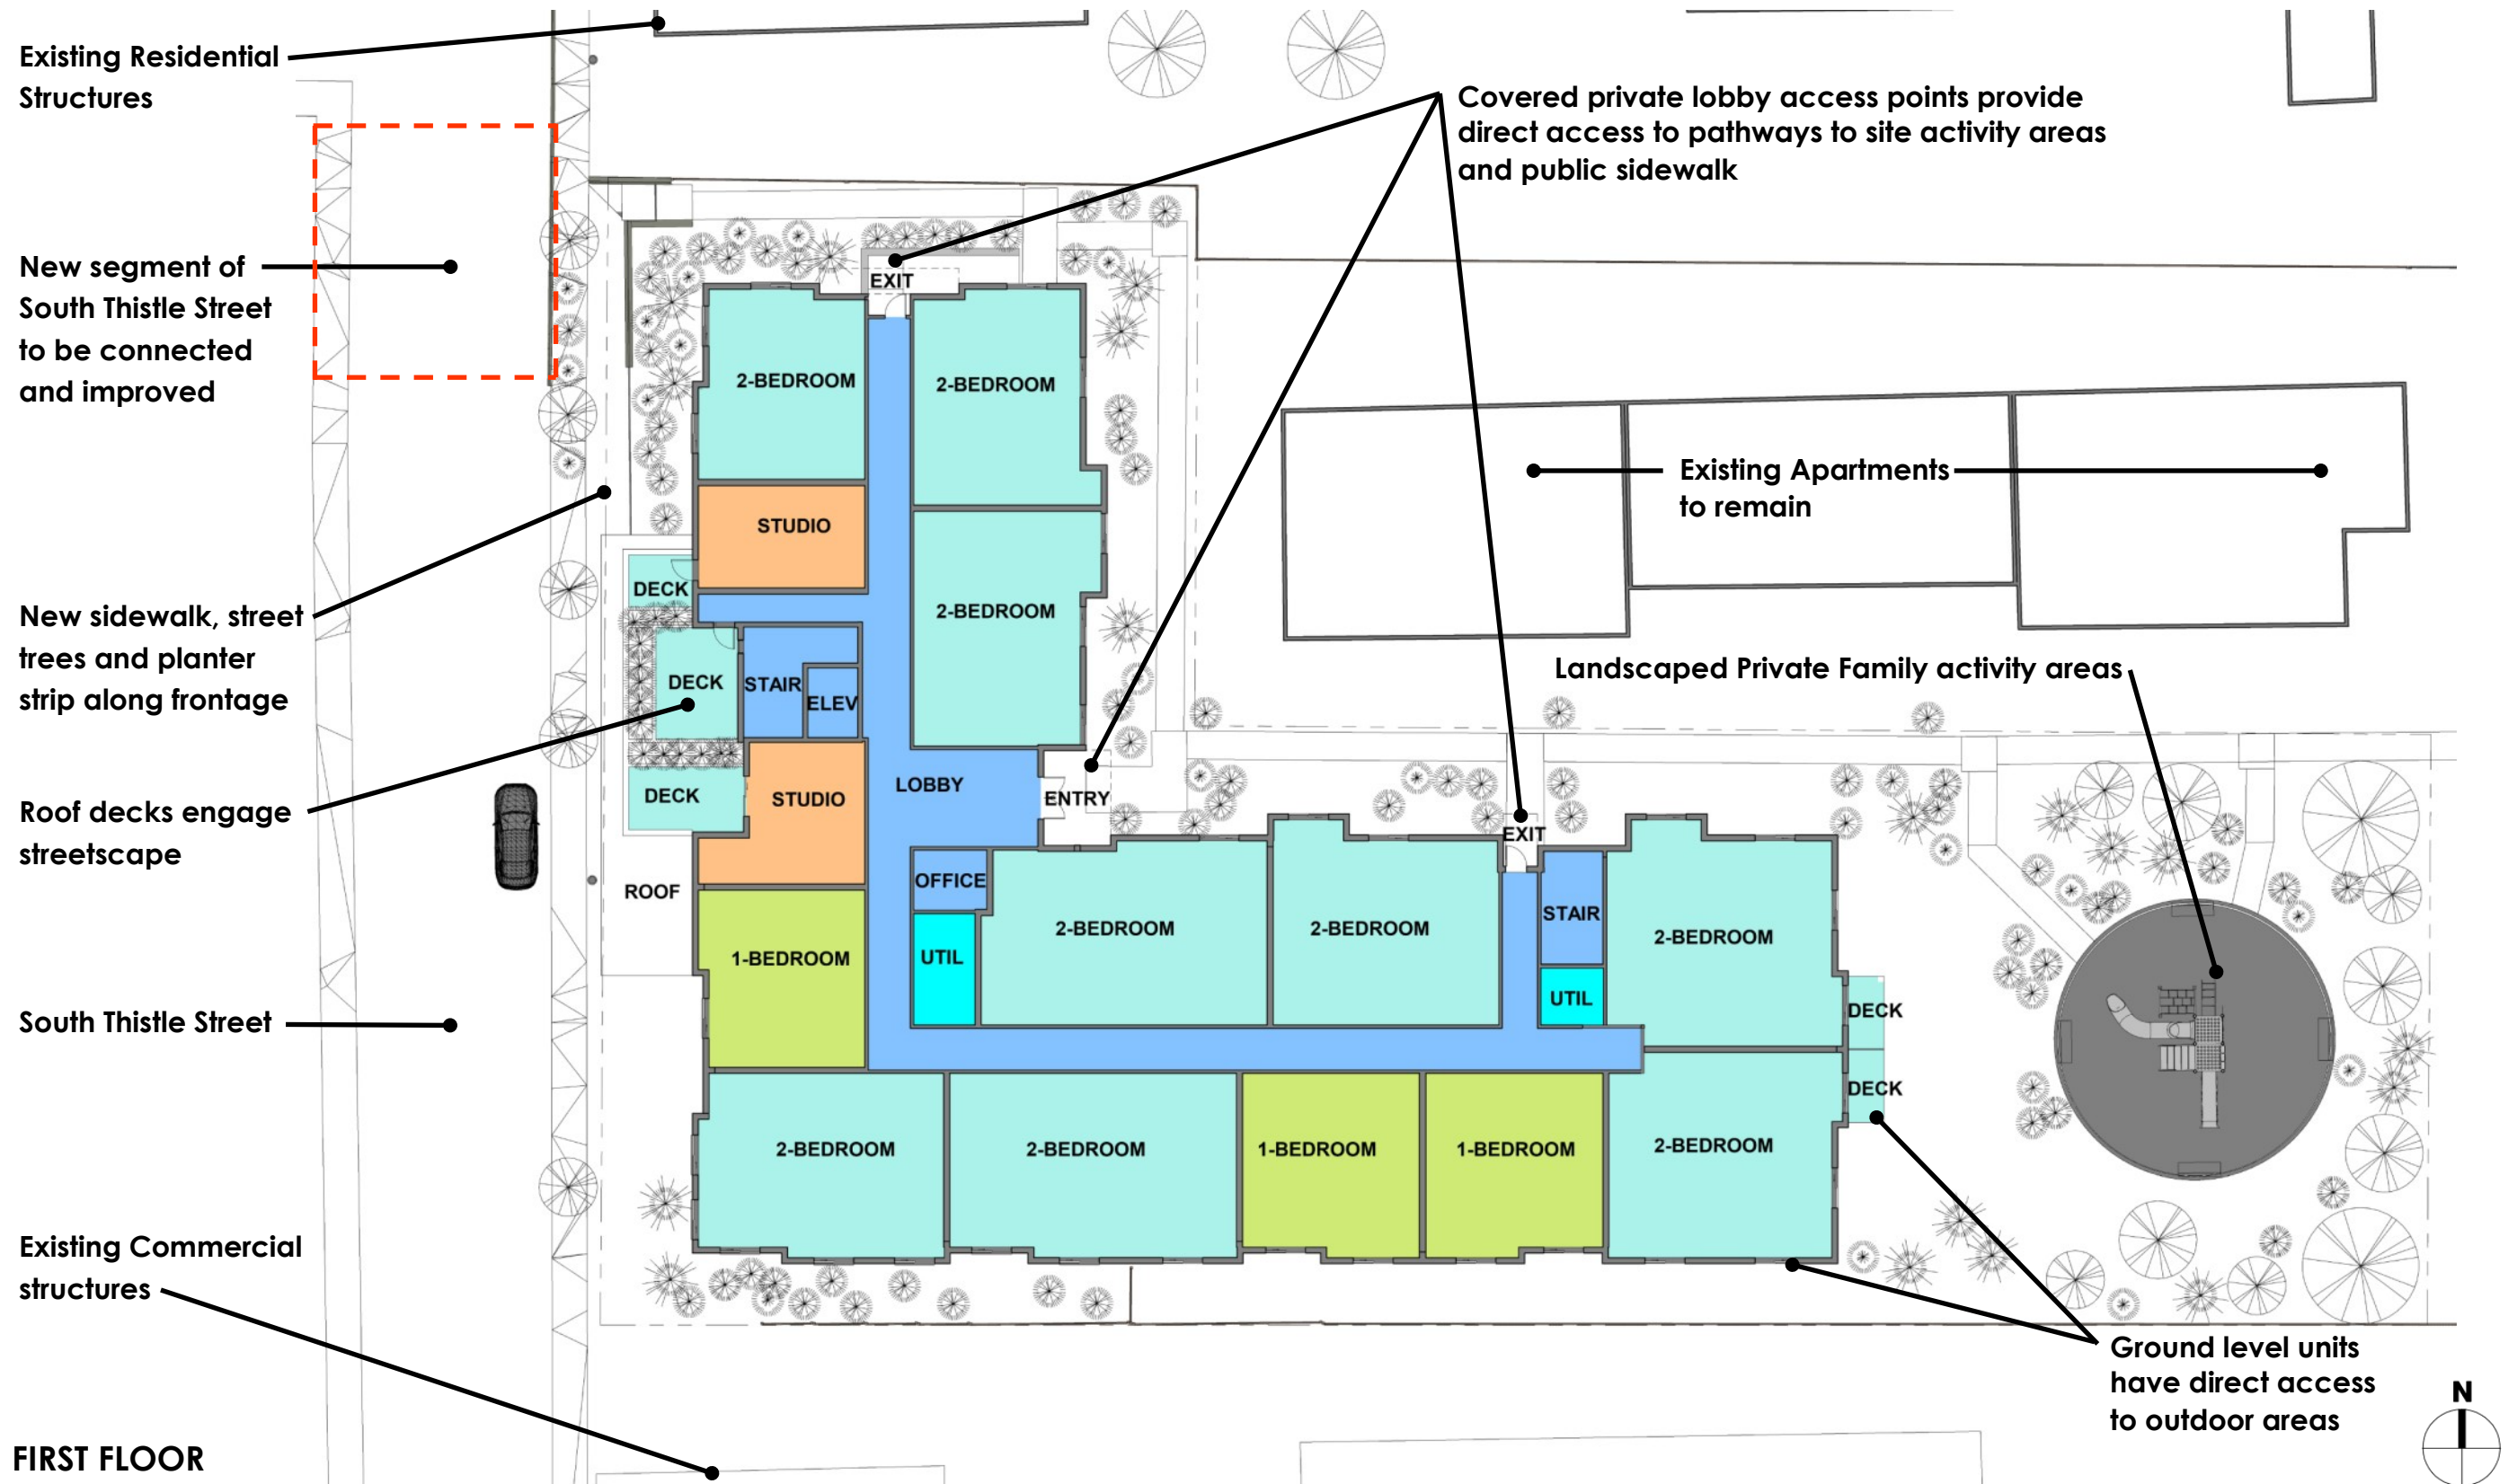 Existing Residential
Structures
Covered private lobby access points provide
direct access to pathways to site activity areas
and public sidewalk
New segment of
South Thistle Street
to be connected
and improved
EXIT
2-BEDROOM
2-BEDROOM
Existing Apartments
to remain
STUDIO
DECK
2-BEDROOM
New sidewalk, street
trees and planter
strip along frontage
DECK
STAIR
ELEV
Landscaped Private Family activity areas
Roof decks engage
streetscape
DECK
STUDIO
LOBBY
ENTRY
EXIT
ROOF
OFFICE
STAIR
2-BEDROOM
2-BEDROOM
2-BEDROOM
1-BEDROOM
UTIL
UTIL
DECK
South Thistle Street
DECK
2-BEDROOM
2-BEDROOM
1-BEDROOM
1-BEDROOM
2-BEDROOM
Existing Commercial
structures
Ground level units
have direct access
to outdoor areas
N
FIRST FLOOR